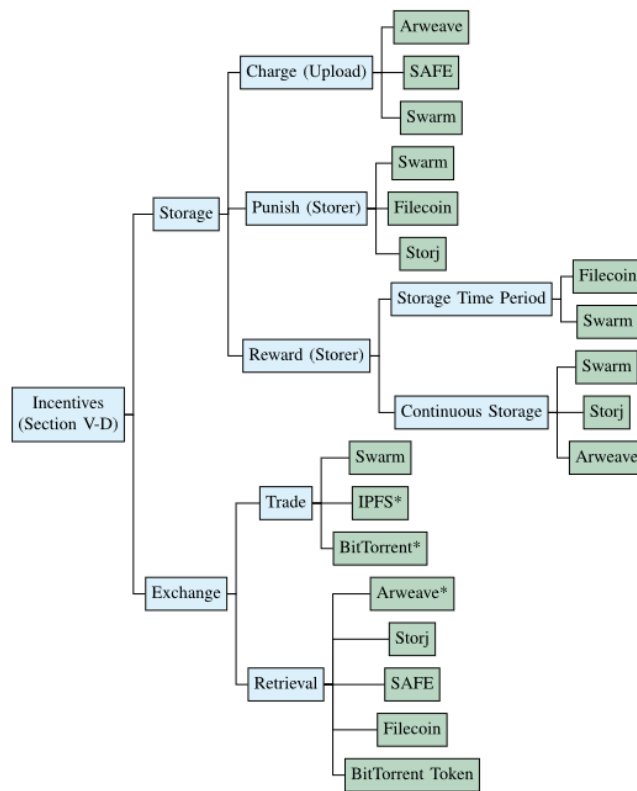 Arweave
Charge (Upload)
SAFE
Swarm
Swarm
Storage
Punish (Storer)
Filecoin
Storj
Filecoin
Storage Time Period
Swarm
Reward (Storer)
Swarm
Continuous Storage
Storj
Arweave
Incentives
(Section V-D)
Swarm
Trade
IPFS*
BitTorrent*
Exchange
Arweave*
Storj
Retrieval
SAFE
Filecoin
BitTorrent Token